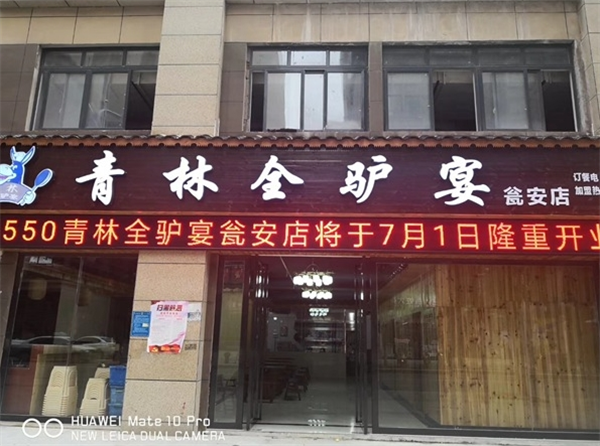 青林全驴宴 瓮安店
订餐电
加盟热
550青林全驴宴瓮安店将于7月1日隆重开业
HUAWEI Mate 10 Pro
NEW LEICA DUAL CAMERA